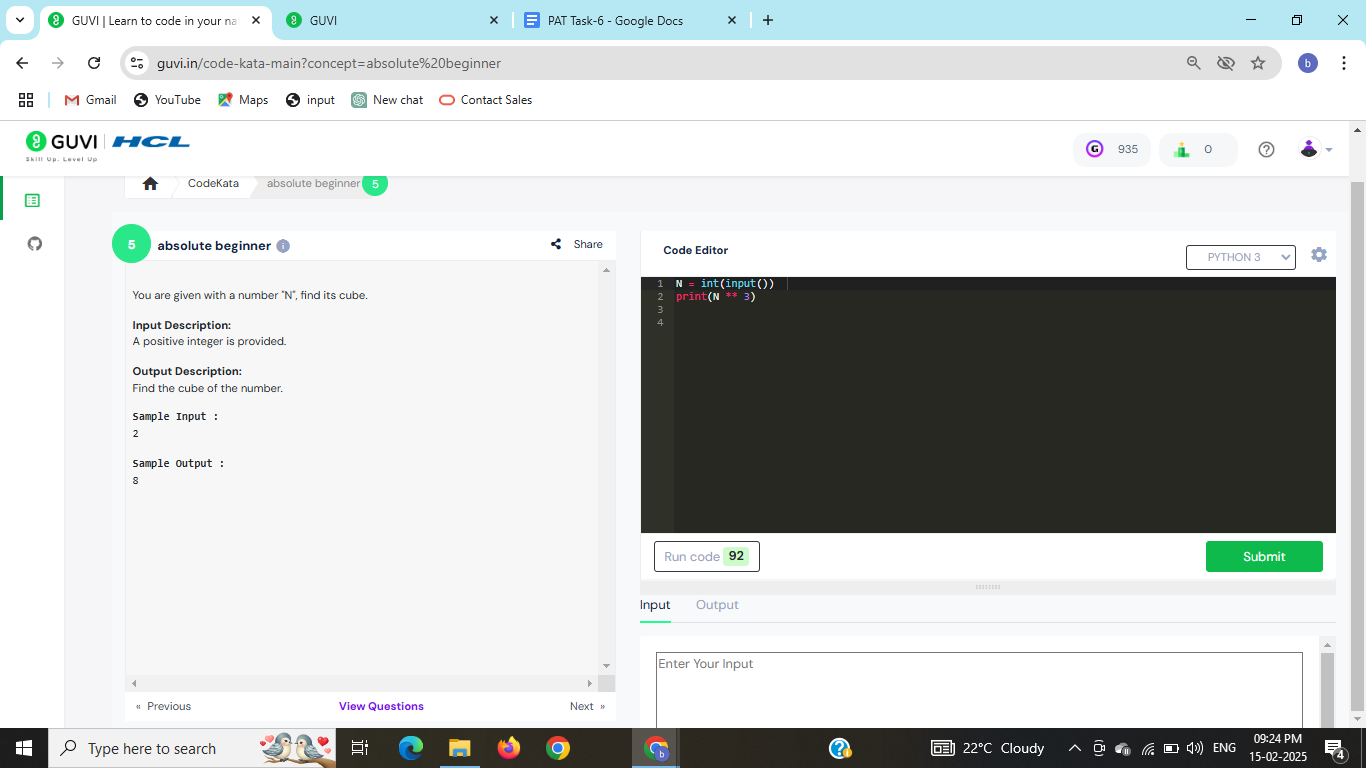 GUVI | Learn to code in your na
GUVI
PAT Task-6 - Google Docs
guvi.in/code-kata-main?concept=absolute%20beginner
b
Gmail
YouTube
Maps
input
New chat
Contact Sales
GUVI | HCL
Skill Up. Level Up
G 935
0
CodeKata
absolute beginner 5
5 absolute beginner
Share
You are given with a number "N", find its cube.
Input Description:
A positive integer is provided.
Output Description:
Find the cube of the number.
Sample Input :
2
Sample Output :
8
« Previous
View Questions
Next »
Code Editor
PYTHON 3
1 N = int(input())
2 print(N ** 3)
3
4
Run code 92
Submit
Input
Output
Enter Your Input
Type here to search
b
22°C Cloudy
ENG
09:24 PM
15-02-2025
4